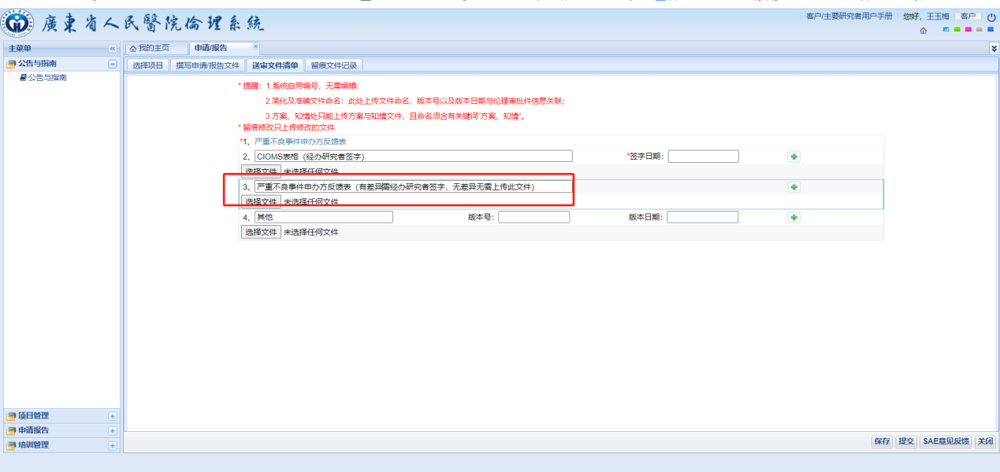 廣東省人民醫院倫理系統
客户/主要研究者用户手册 您好, 王玉梅 客户
主菜单
我的主页 申请/报告
公告与指南
公告与指南
选择项目 撰写申请/报告文件 送审文件清单 留痕文件记录
* 提醒: 1.系统自带编号, 无需编辑;
2.简化及准确文件命名: 此处上传文件命名、版本号以及版本日期与伦理审批件信息关联;
3.方案、知情处只能上传方案与知情文件, 且命名须含有关键词“方案、知情”。
* 留痕修改只上传修改的文件
*1、严重不良事件申办方反馈表
2、CIOMS表格 (经办研究者签字) *签字日期:
选择文件 未选择任何文件
3、严重不良事件申办方反馈表 (有差异需经办研究者签字, 无差异无需上传此文件)
选择文件 未选择任何文件
4、其他 版本号: 版本日期:
选择文件 未选择任何文件
项目管理
申请报告
培训管理
保存 提交 SAE意见反馈 关闭